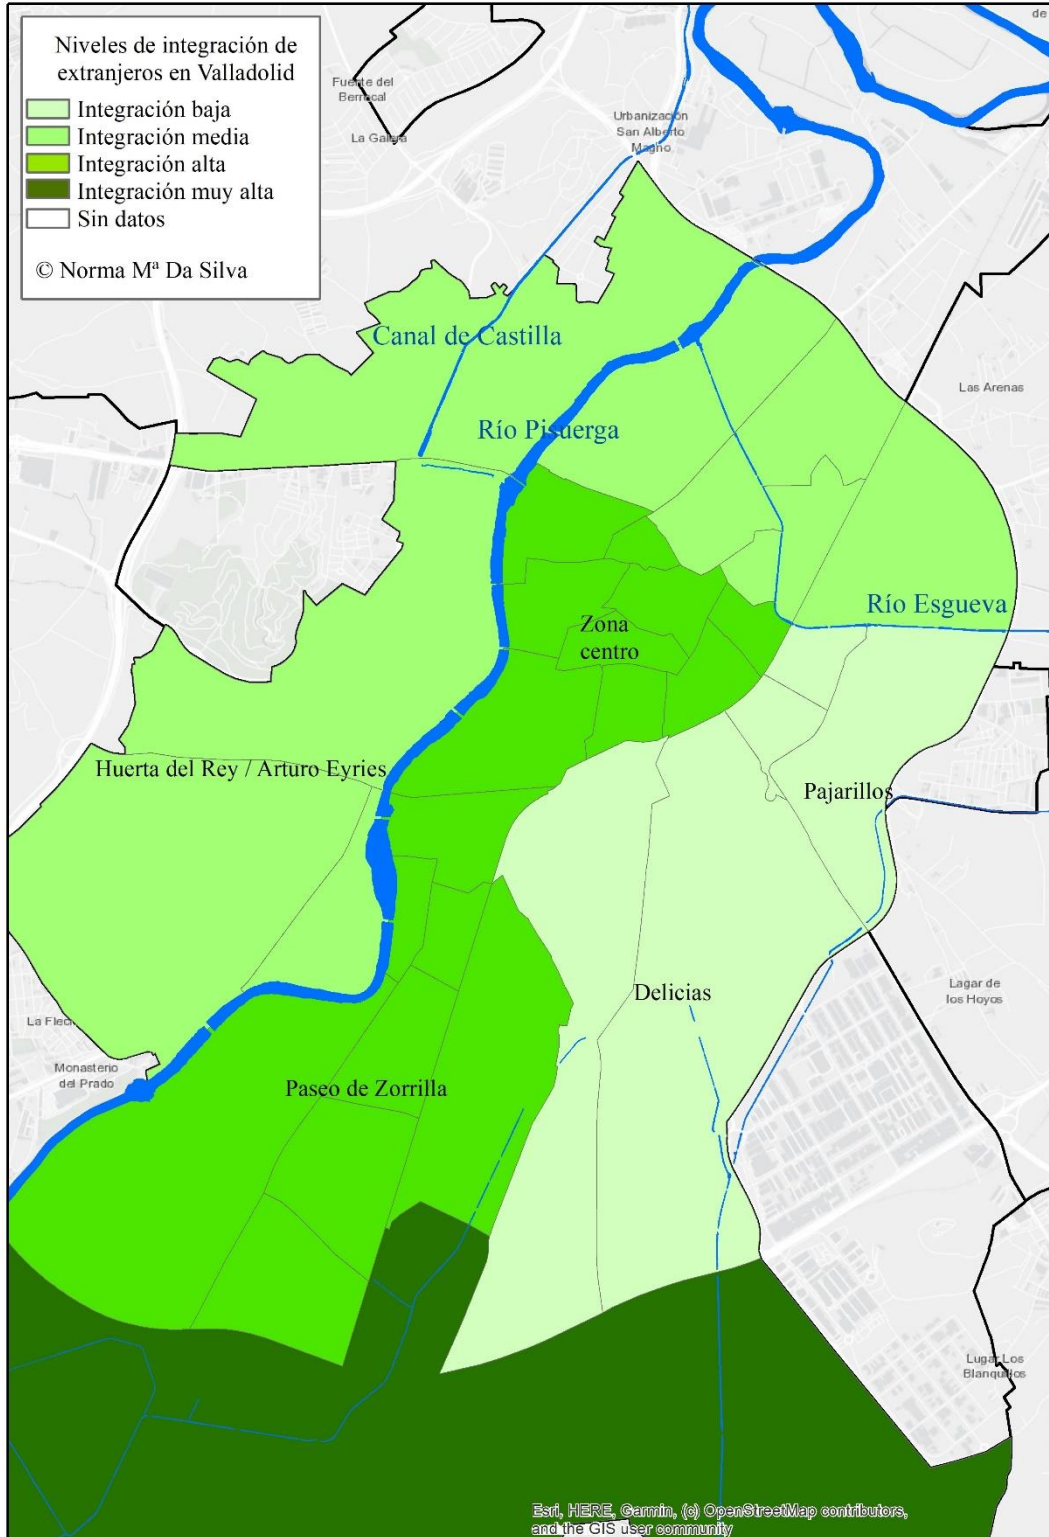 Niveles de integración de
extranjeros en Valladolid
Integración baja
Integración media
Integración alta
Integración muy alta
Sin datos
© Norma Mª Da Silva
de
Fuente del
Berrocal
La Galera
Urbanización
San Alberto
Magno
Canal de Castilla
Las Arenas
Río Pisuerga
Río Esgueva
Zona
centro
Huerta del Rey / Arturo Eyries
Pajarillos
Delicias
Lagar de
los Hoyos
La Flech
Monasterio
del Prado
Paseo de Zorrilla
Lugar Los
Blanquillos
Esri, HERE, Garmin, (c) OpenStreetMap contributors,
and the GIS user community